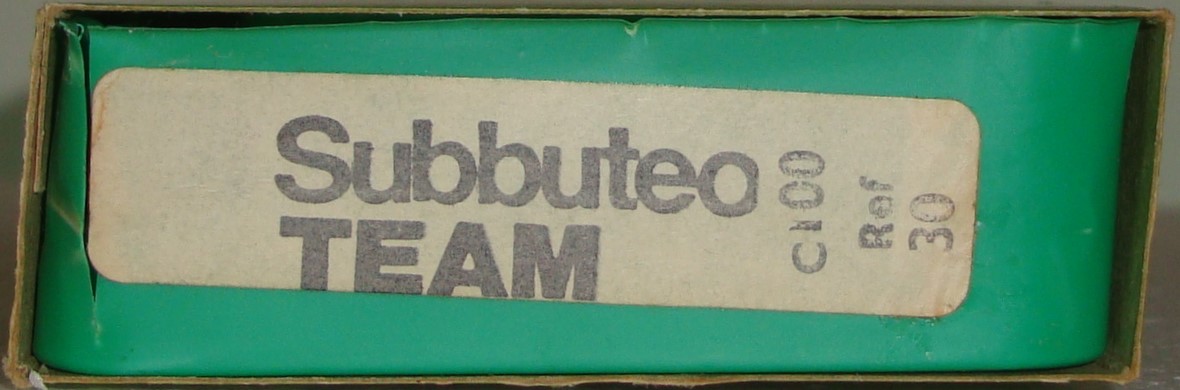 Subbuteo
TEAM
C100
Ref
30